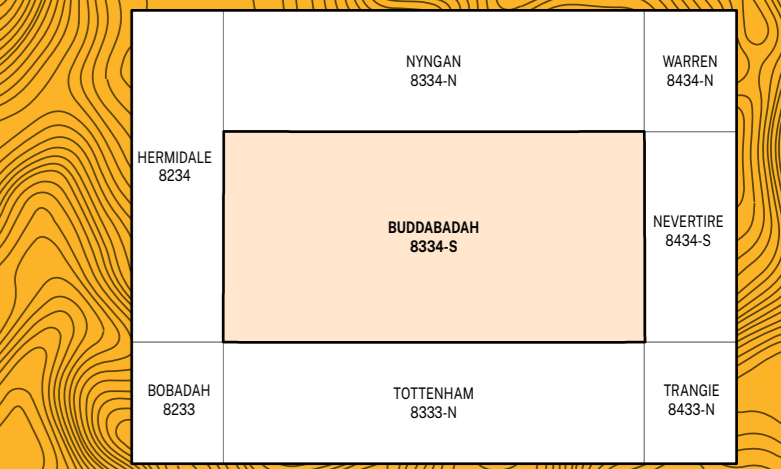 NYNGAN
8334-N
WARREN
8434-N
HERMIDALE
8234
BUDDABADAH
8334-S
NEVERTIRE
8434-S
BOBADAH
8233
TOTTENHAM
8333-N
TRANGIE
8433-N